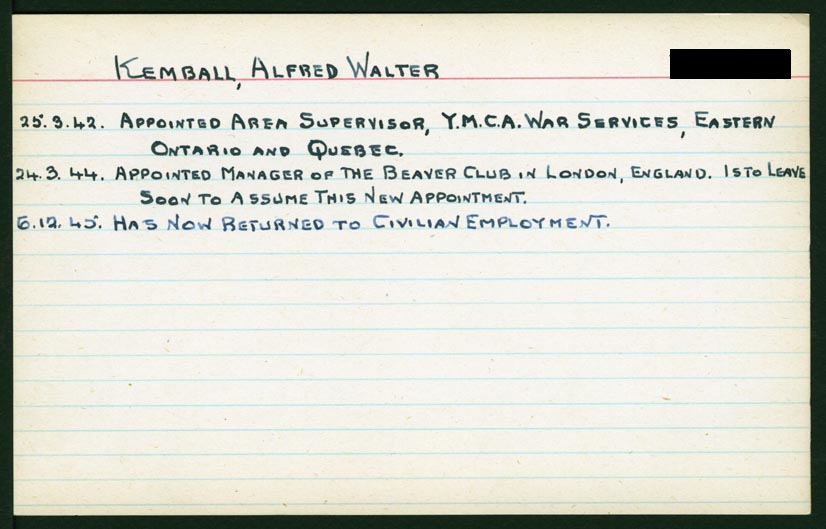 KEMBALL, ALFRED WALTER
25.3.42. APPOINTED AREA SUPERVISOR, Y.M.C.A. WAR SERVICES, EASTERN
ONTARIO AND QUEBEC.
24.3.44. APPOINTED MANAGER OF THE BEAVER CLUB IN LONDON, ENGLAND. IS TO LEAVE
SOON TO ASSUME THIS NEW APPOINTMENT.
6.12.45. HAS NOW RETURNED TO CIVILIAN EMPLOYMENT.